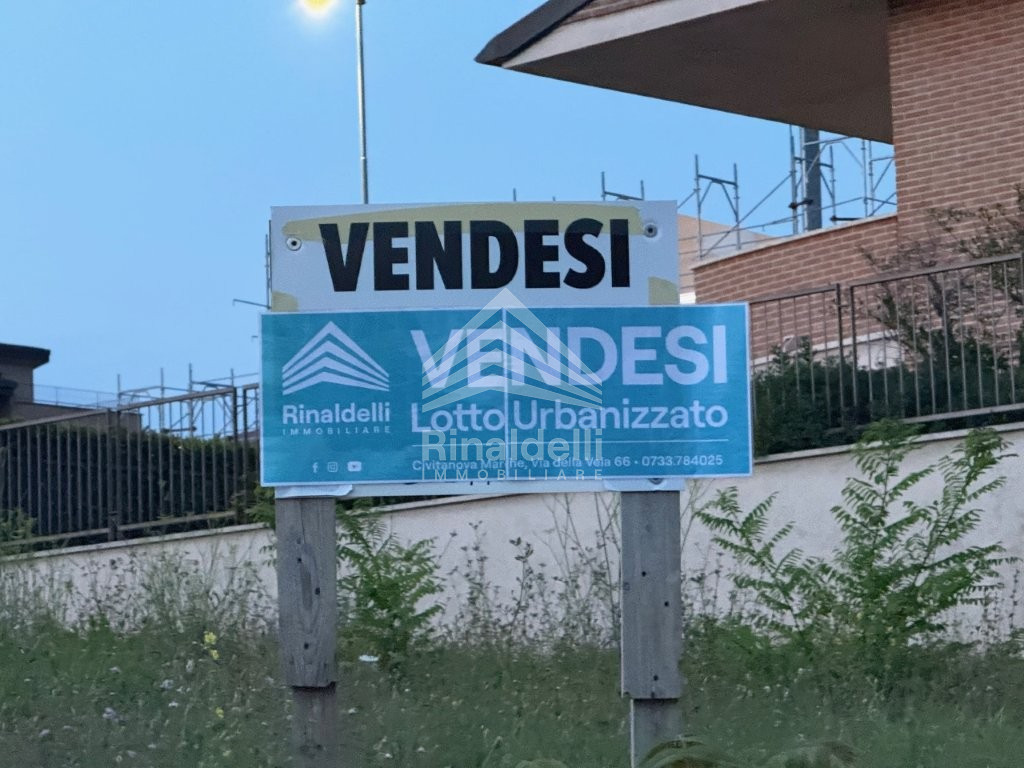 VENDESI
VENDESI
Rinaldelli
IMMOBILIARE
Lotto Urbanizzato
Civitanova Marche, Via della Vela 66 • 0733.784025
Rinaldelli
IMMOBILIARE